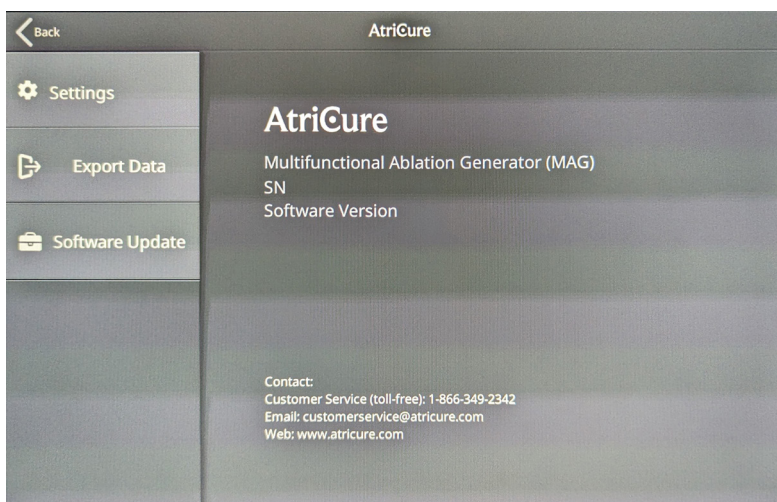 Back
AtriCure
Settings
Export Data
Software Update
AtriCure
Multifunctional Ablation Generator (MAG)
SN
Software Version
Contact:
Customer Service (toll-free): 1-866-349-2342
Email: customerservice@atricure.com
Web: www.atricure.com